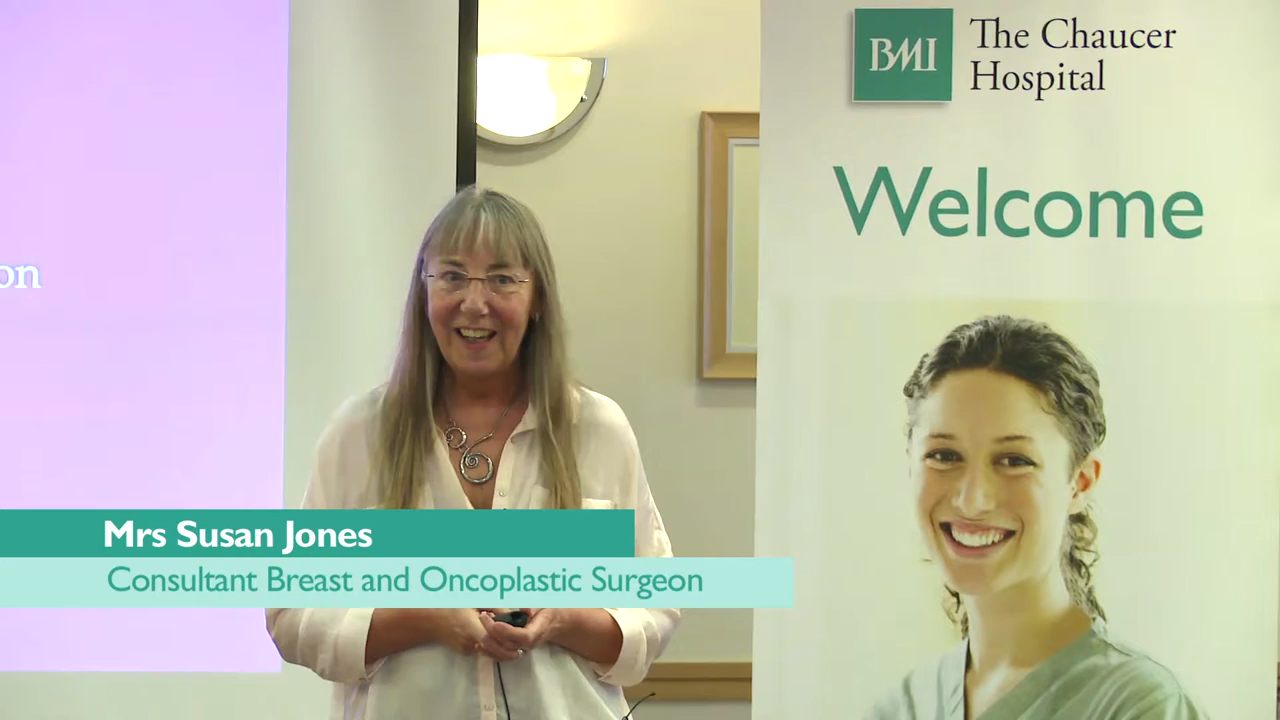 on
BMI
The Chaucer
Hospital
Welcome
Mrs Susan Jones
Consultant Breast and Oncoplastic Surgeon